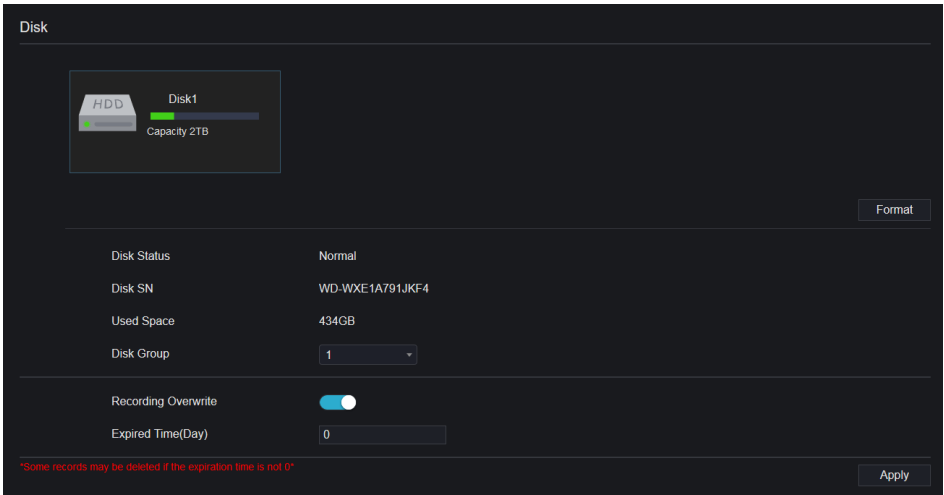 Disk
HDD
Disk1
Capacity 2TB
Format
Disk Status Normal
Disk SN WD-WXE1A791JKF4
Used Space 434GB
Disk Group 1
Recording Overwrite
Expired Time(Day) 0
*Some records may be deleted if the expiration time is not 0*
Apply